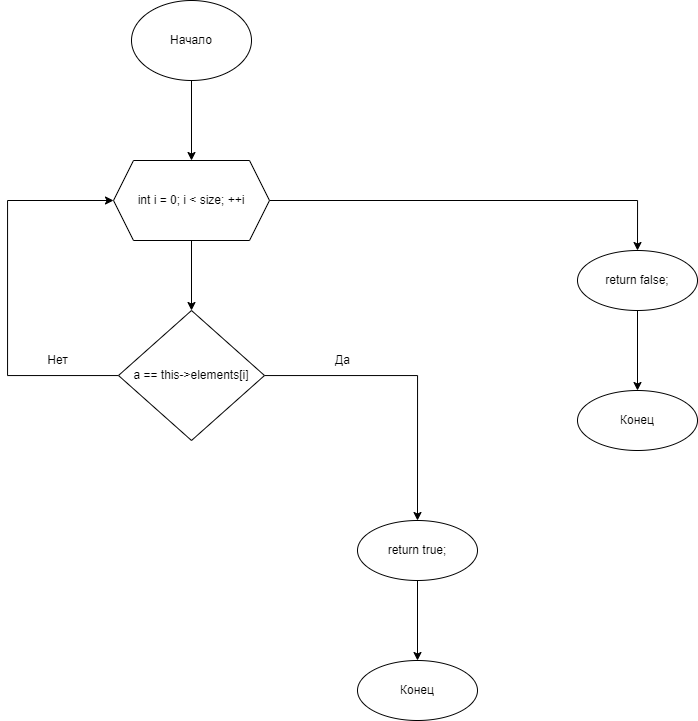 Начало
int i = 0; i < size; ++i
return false;
Нет
a == this->elements[i]
Да
Конец
return true;
Конец